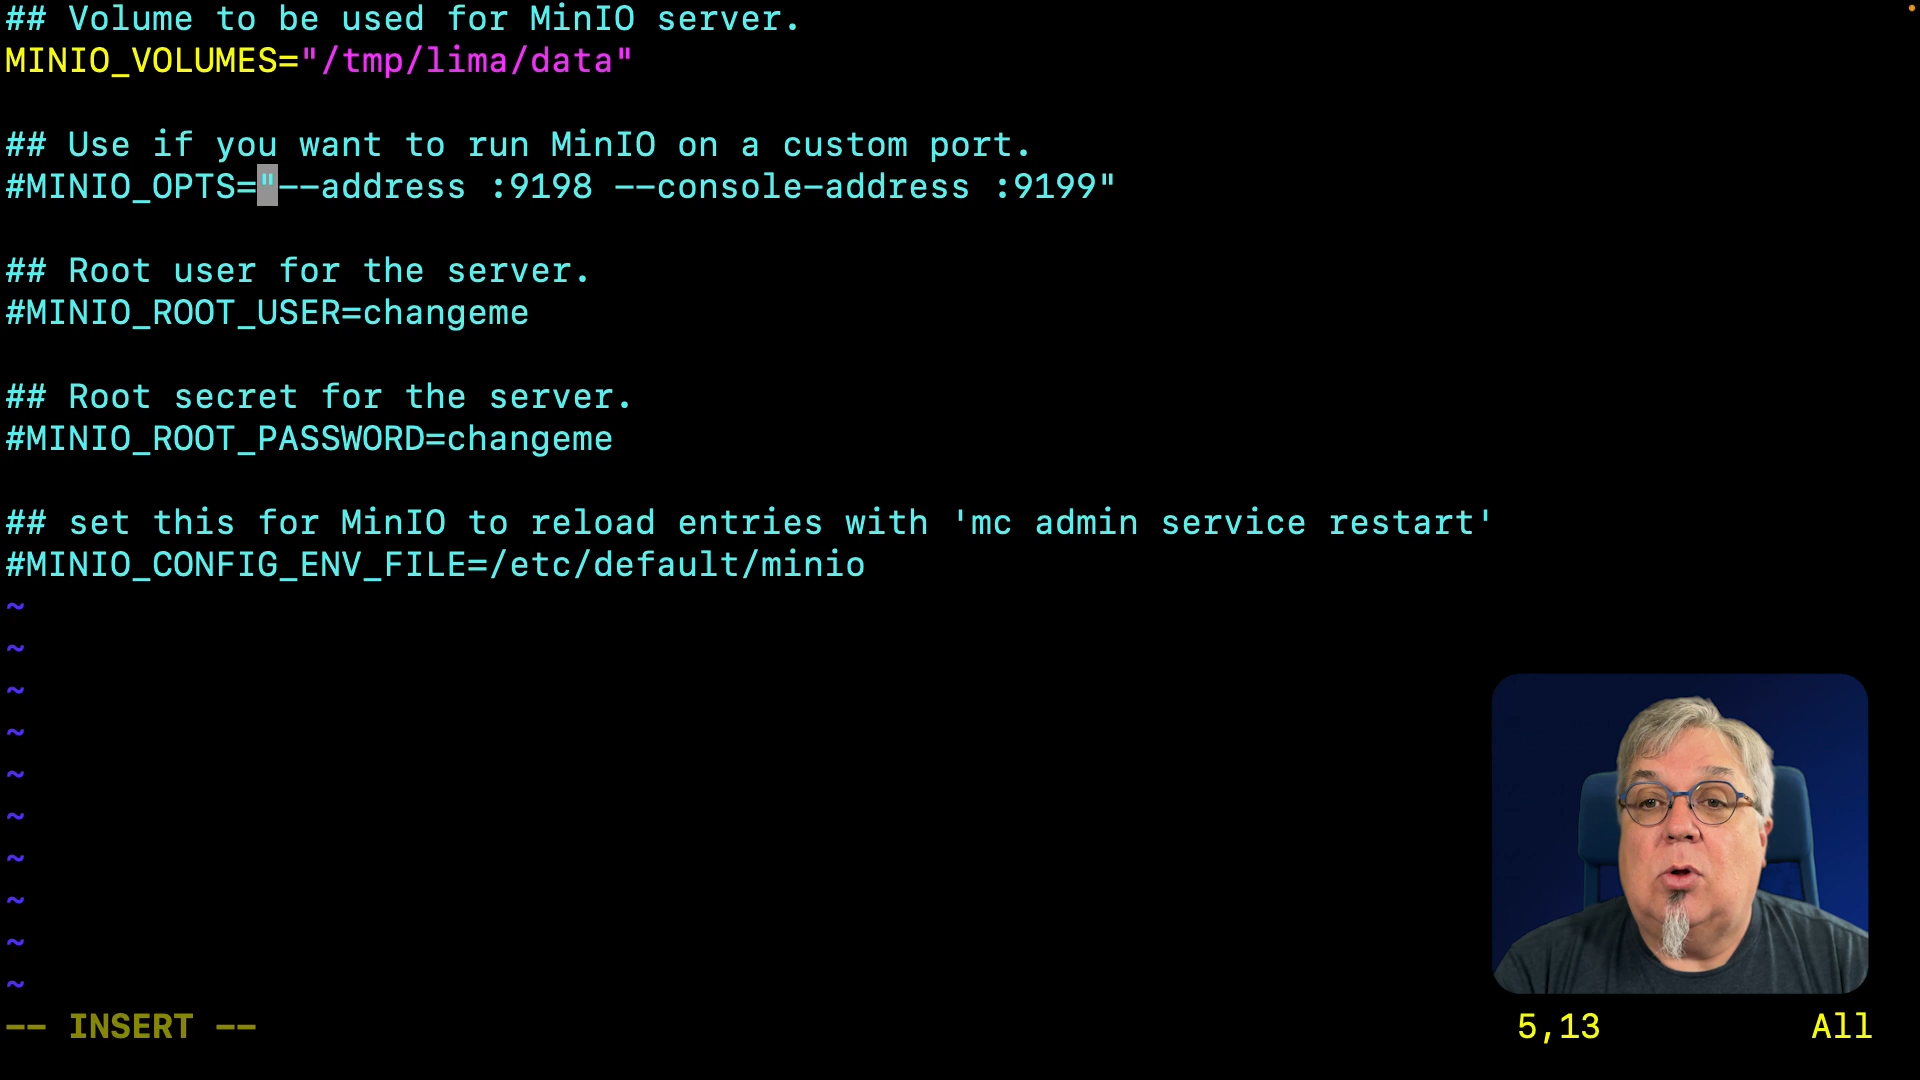 ## Volume to be used for MinIO server.
MINIO_VOLUMES="/tmp/lima/data"
## Use if you want to run MinIO on a custom port.
#MINIO_OPTS="--address :9198 --console-address :9199"
## Root user for the server.
#MINIO_ROOT_USER=changeme
## Root secret for the server.
#MINIO_ROOT_PASSWORD=changeme
## set this for MinIO to reload entries with 'mc admin service restart'
#MINIO_CONFIG_ENV_FILE=/etc/default/minio
~
~
~
~
~
~
~
~
~
~
-- INSERT -- 5,13 All